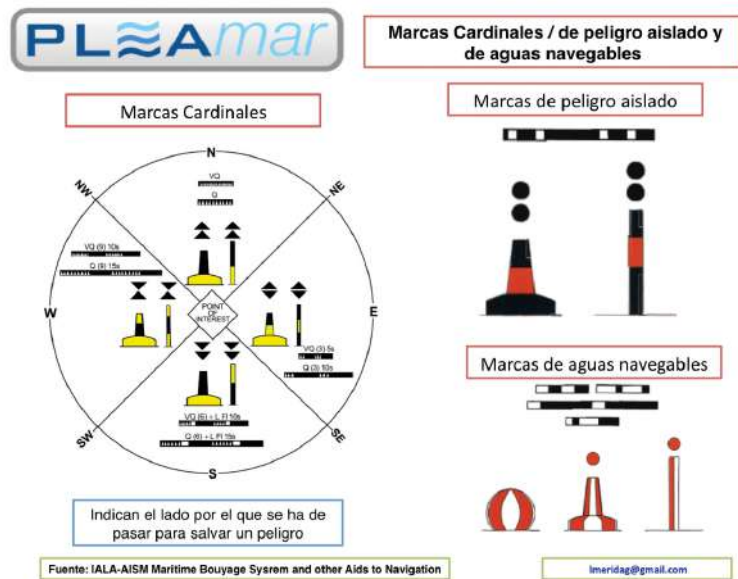 PLEAmar
Marcas Cardinales / de peligro aislado y
de aguas navegables
Marcas Cardinales
Marcas de peligro aislado
N
NW
NE
VQ
Q
VQ (9) 10s
Q (9) 15s
W
POINT
OF
INTEREST
E
VQ (3) 5s
Q (3) 10s
VQ (6) + L Fl 10s
Q (6) + L Fl 15s
SW
SE
S
Marcas de aguas navegables
Indican el lado por el que se ha de
pasar para salvar un peligro
Fuente: IALA-AISM Maritime Bouyage Sysrem and other Aids to Navigation
lmeridag@gmail.com